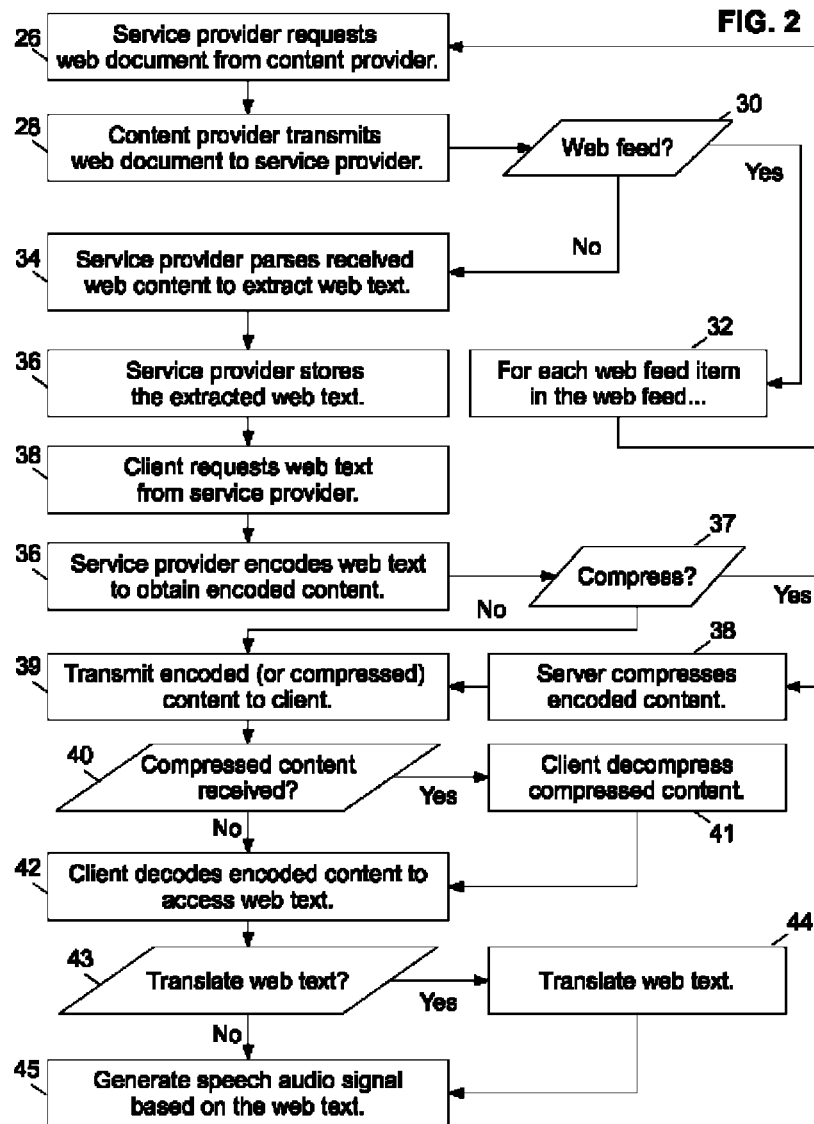 FIG. 2
26
Service provider requests
web document from content provider.
28
Content provider transmits
web document to service provider.
30
Web feed?
Yes
No
34
Service provider parses received
web content to extract web text.
32
For each web feed item
in the web feed...
36
Service provider stores
the extracted web text.
38
Client requests web text
from service provider.
36
Service provider encodes web text
to obtain encoded content.
37
Compress?
Yes
No
39
Transmit encoded (or compressed)
content to client.
38
Server compresses
encoded content.
40
Compressed content
received?
Yes
No
Client decompress
compressed content.
41
42
Client decodes encoded content to
access web text.
43
Translate web text?
Yes
No
44
Translate web text.
45
Generate speech audio signal
based on the web text.